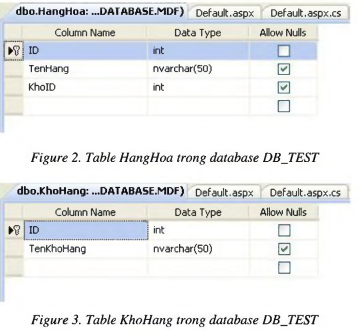 dbo.HangHoa: ...DATABASE.MDF) Default.aspx Default.aspx.cs
Column Name Data Type Allow Nulls
ID int
TenHang nvarchar(50)
KhoID int
Figure 2. Table HangHoa trong database DB_TEST
dbo.KhoHang: ...DATABASE.MDF) Default.aspx Default.aspx.cs
Column Name Data Type Allow Nulls
ID int
TenKhoHang nvarchar(50)
Figure 3. Table KhoHang trong database DB_TEST